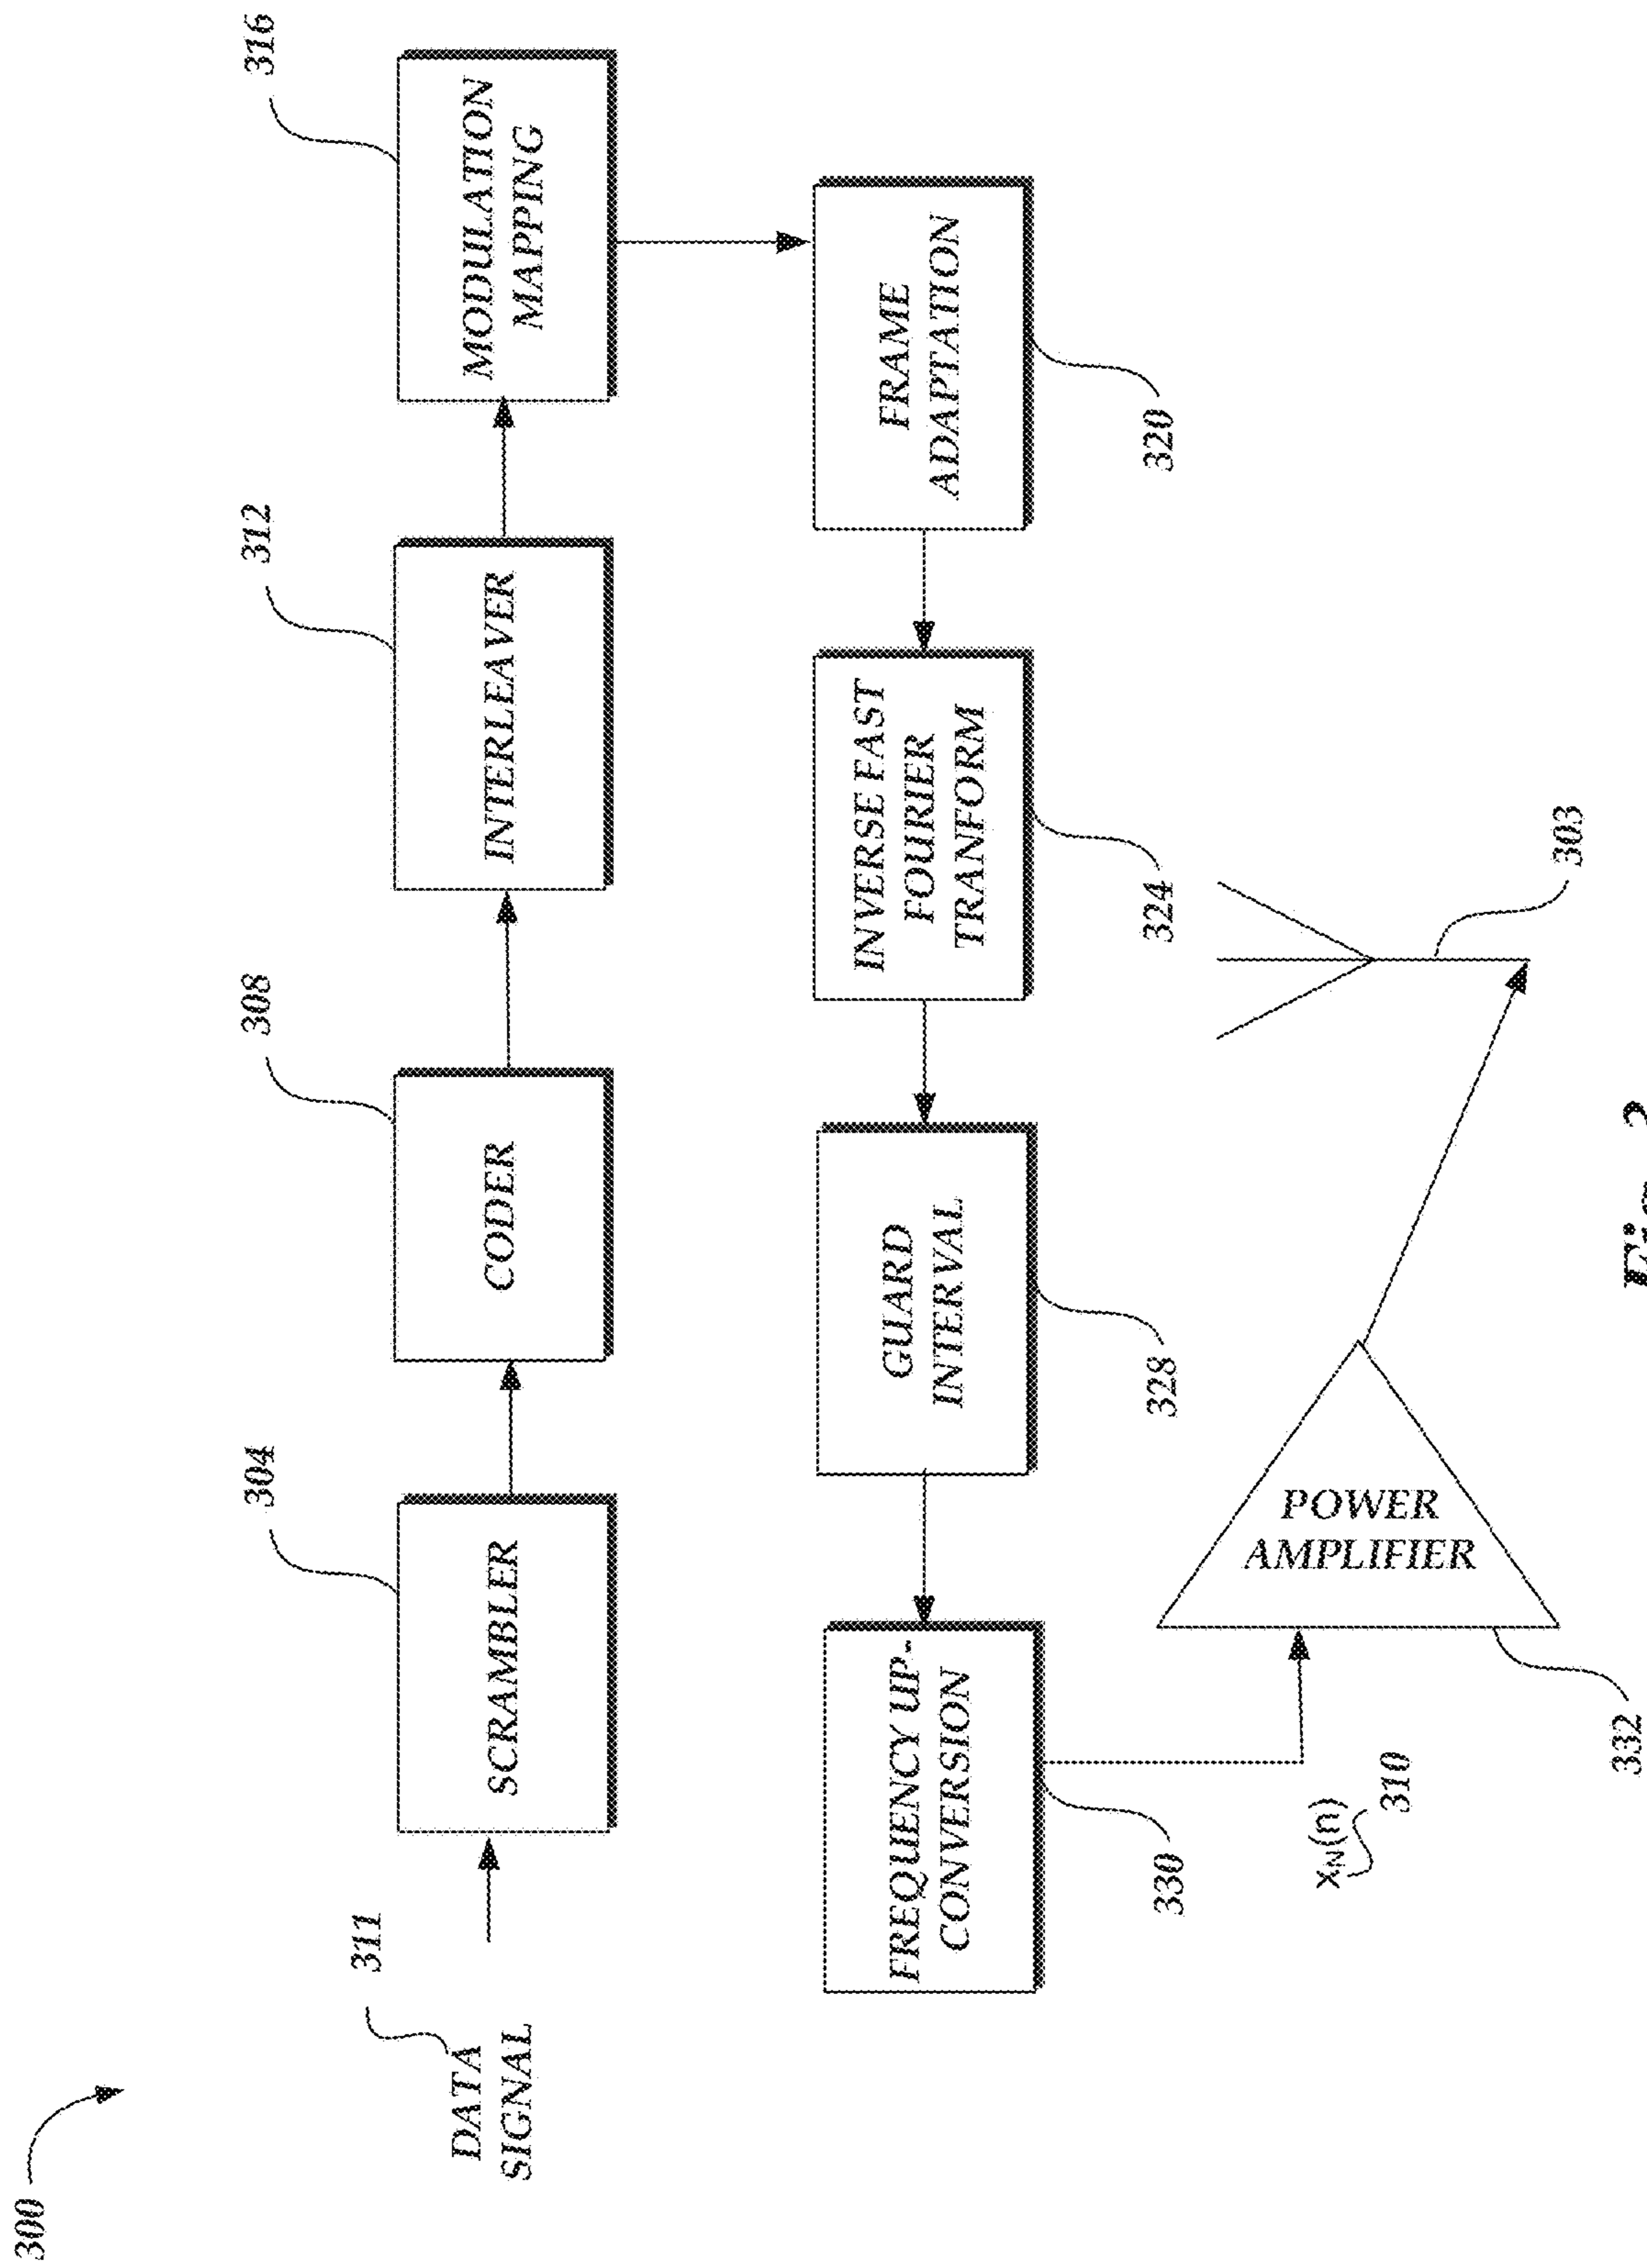 300
DATA
SIGNAL
311
SCRAMBLER
304
CODER
308
INTERLEAVER
312
MODULATION
MAPPING
316
FRAME
ADAPTATION
320
INVERSE FAST
FOURIER
TRANFORM
324
GUARD
INTERVAL
328
FREQUENCY UP-
CONVERSION
330
xN(n)
310
POWER
AMPLIFIER
332
303